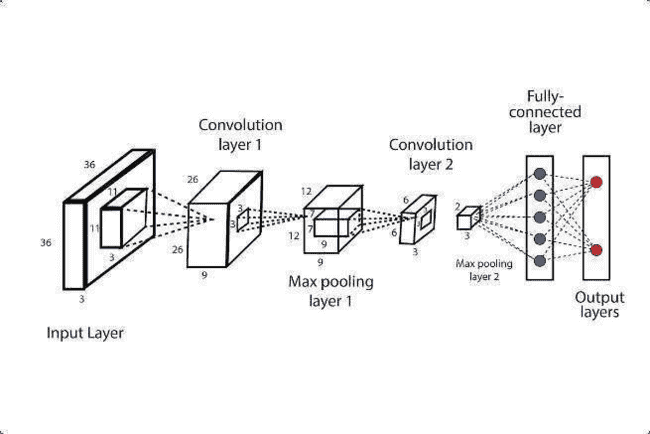 Fully-
connected
layer
Convolution
layer 1
Convolution
layer 2
36
11
36
11
3
3
Input Layer
26
3
3
26
9
12
7
7
12
9
9
Max pooling
layer 1
6
6
3
2
3
Max pooling
layer 2
Output
layers